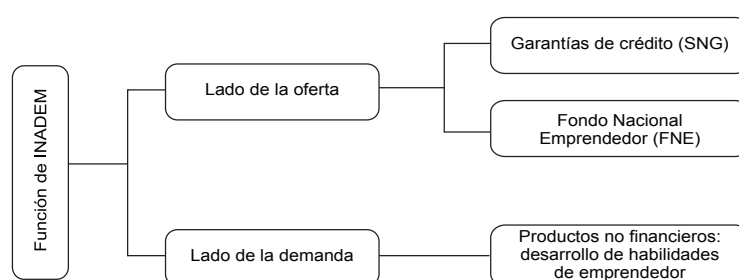 Función de INADEM
Lado de la oferta
Garantías de crédito (SNG)
Fondo Nacional
Emprendedor (FNE)
Lado de la demanda
Productos no financieros:
desarrollo de habilidades
de emprendedor